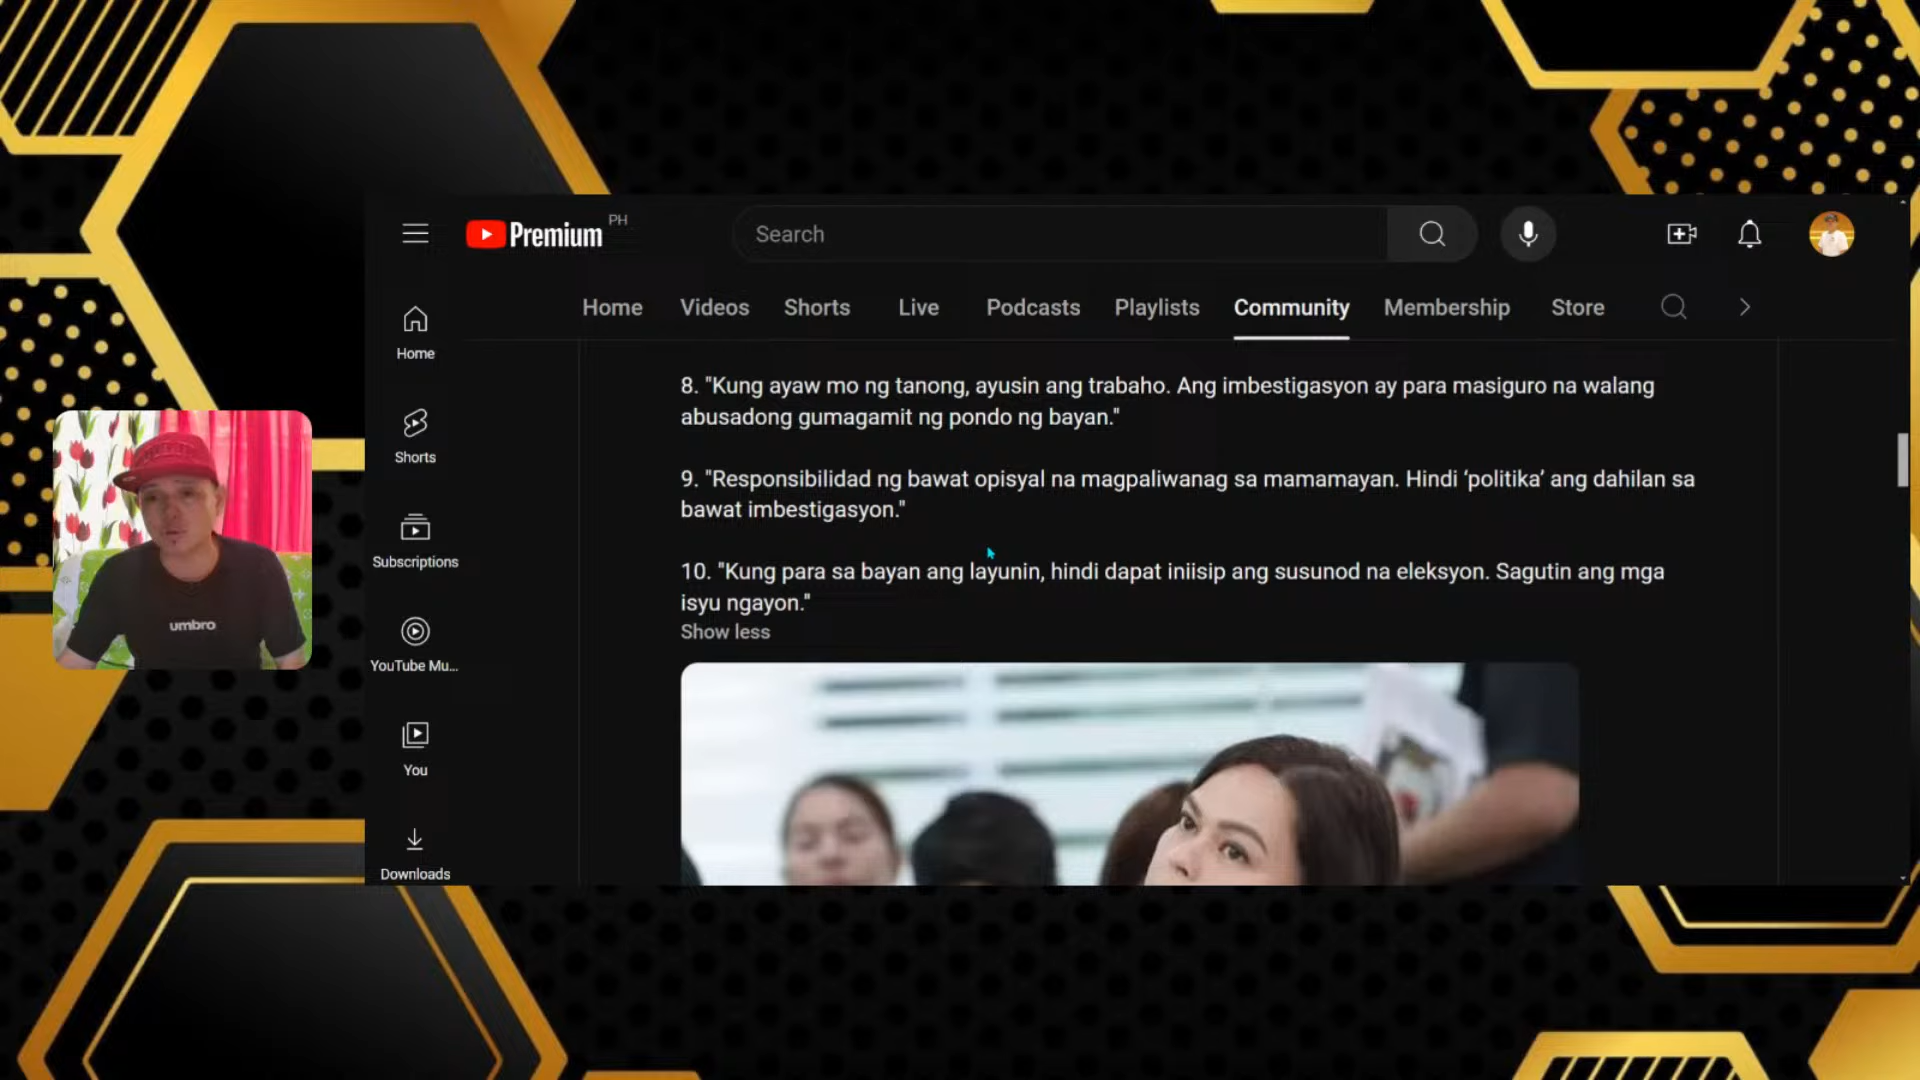 Premium PH
Search
Home Videos Shorts Live Podcasts Playlists Community Membership Store
Home
Shorts
Subscriptions
YouTube Mu...
You
Downloads
8. "Kung ayaw mo ng tanong, ayusin ang trabaho. Ang imbestigasyon ay para masiguro na walang
abusadong gumagamit ng pondo ng bayan."
9. "Responsibilidad ng bawat opisyal na magpaliwanag sa mamamayan. Hindi ‘politika’ ang dahilan sa
bawat imbestigasyon."
10. "Kung para sa bayan ang layunin, hindi dapat iniisip ang susunod na eleksyon. Sagutin ang mga
isyu ngayon."
Show less
umbro